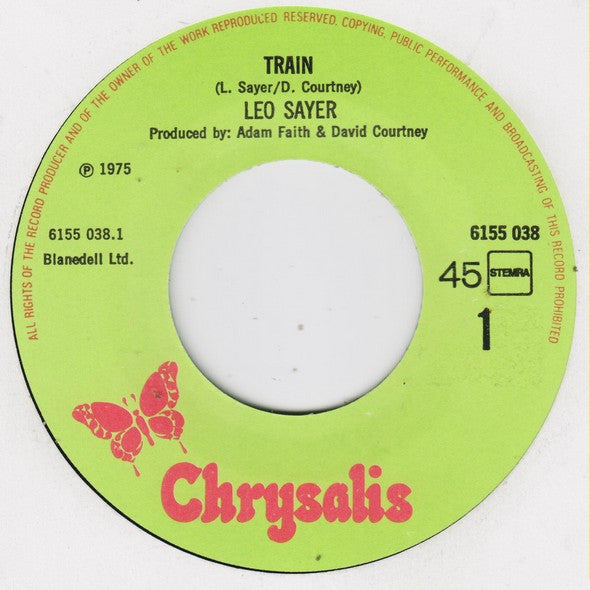 ALL RIGHTS OF THE RECORD PRODUCER AND OF THE OWNER OF THE WORK REPRODUCED RESERVED. COPYING, PUBLIC PERFORMANCE AND BROADCASTING OF THIS RECORD PROHIBITED
TRAIN
(L. Sayer/D. Courtney)
LEO SAYER
Produced by: Adam Faith & David Courtney
℗ 1975
6155 038.1
Blanedell Ltd.
6155 038
45 STEMRA
1
Chrysalis